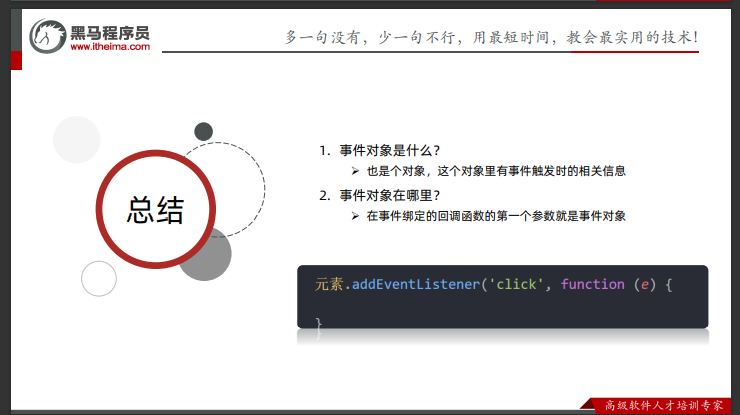 黑马程序员
www.itheima.com
多一句没有，少一句不行，用最短时间，教会最实用的技术！
总结
1. 事件对象是什么？
➢ 也是个对象，这个对象里有事件触发时的相关信息
2. 事件对象在哪里？
➢ 在事件绑定的回调函数的第一个参数就是事件对象
元素.addEventListener('click', function (e) {
}
高级软件人才培训专家